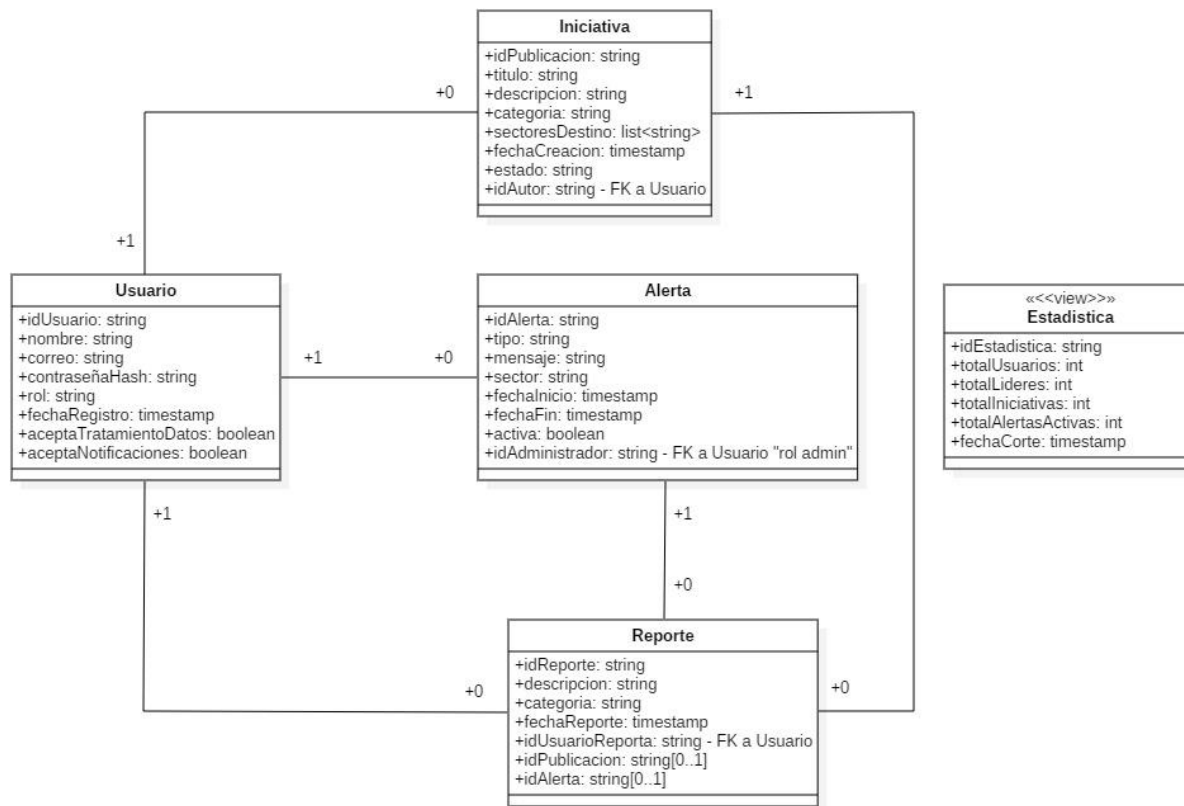 Iniciativa
+idPublicacion: string
+titulo: string
+descripcion: string
+categoria: string
+sectoresDestino: list<string>
+fechaCreacion: timestamp
+estado: string
+idAutor: string - FK a Usuario
+0
+1
+1
Usuario
+idUsuario: string
+nombre: string
+correo: string
+contraseñaHash: string
+rol: string
+fechaRegistro: timestamp
+aceptaTratamientoDatos: boolean
+aceptaNotificaciones: boolean
+1
+0
Alerta
+idAlerta: string
+tipo: string
+mensaje: string
+sector: string
+fechaInicio: timestamp
+fechaFin: timestamp
+activa: boolean
+idAdministrador: string - FK a Usuario "rol admin"
«<<view>>»
Estadistica
+idEstadistica: string
+totalUsuarios: int
+totalLideres: int
+totalIniciativas: int
+totalAlertasActivas: int
+fechaCorte: timestamp
+1
+1
+0
+0
+0
Reporte
+idReporte: string
+descripcion: string
+categoria: string
+fechaReporte: timestamp
+idUsuarioReporta: string - FK a Usuario
+idPublicacion: string[0..1]
+idAlerta: string[0..1]